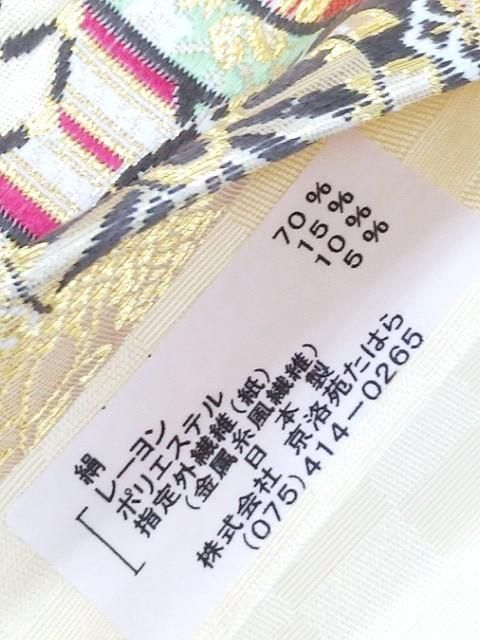 絹 70%
レーヨン 15%
ポリエステル 10%
指定外繊維(紙) 5%
(金属糸風繊維)
日本製
株式会社 京洛苑たはら
(075)414-0265